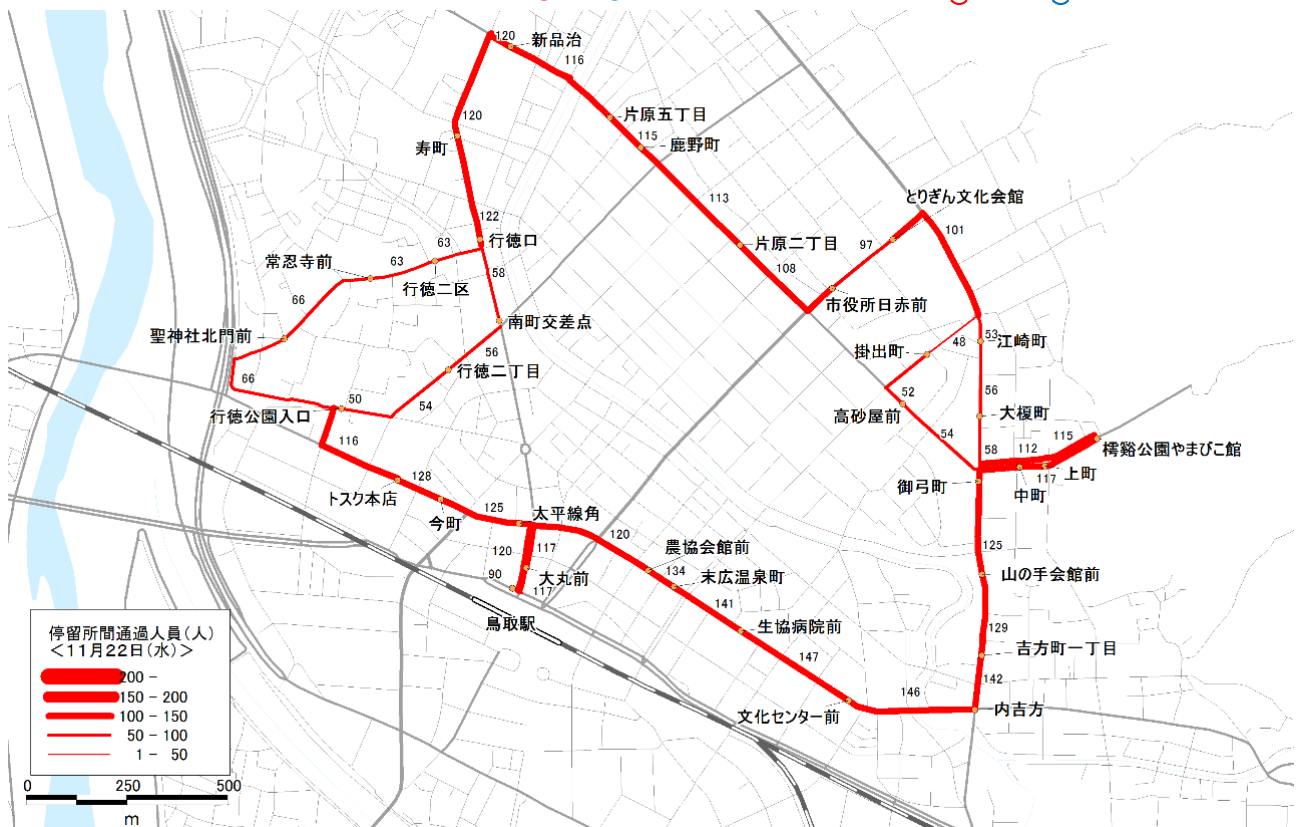 120
新品治
116
片原五丁目
120
115
鹿野町
寿町
とりぎん文化会館
113
101
122
97
行徳口
片原二丁目
63
常忍寺前
63
108
58
行徳二区
市役所日赤前
66
南町交差点
53
江崎町
聖神社北門前
48
掛出町
56
行徳二丁目
66
56
50
52
54
大榎町
行徳公園入口
高砂屋前
54
58
112
115
樗谿公園やまびこ館
116
117
上町
128
御弓町
中町
トスク本店
125
太平線角
今町
120
125
120
117
農協会館前
134
末広温泉町
山の手会館前
90
大丸前
117
141
鳥取駅
生協病院前
129
停留所間通過人員(人)
<11月22日(水)>
吉方町一丁目
147
142
200 -
150 - 200
146
文化センター前
内吉方
100 - 150
50 - 100
1 - 50
0
250
500
m